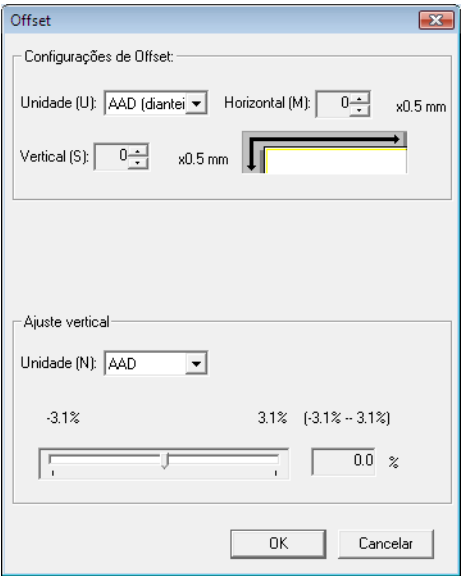 Offset
Configurações de Offset:
Unidade (U): AAD (diantei Horizontal (M): 0 x0.5 mm
Vertical (S): 0 x0.5 mm
Ajuste vertical
Unidade (N): AAD
-3.1% 3.1% (-3.1% -- 3.1%)
0.0 %
OK Cancelar